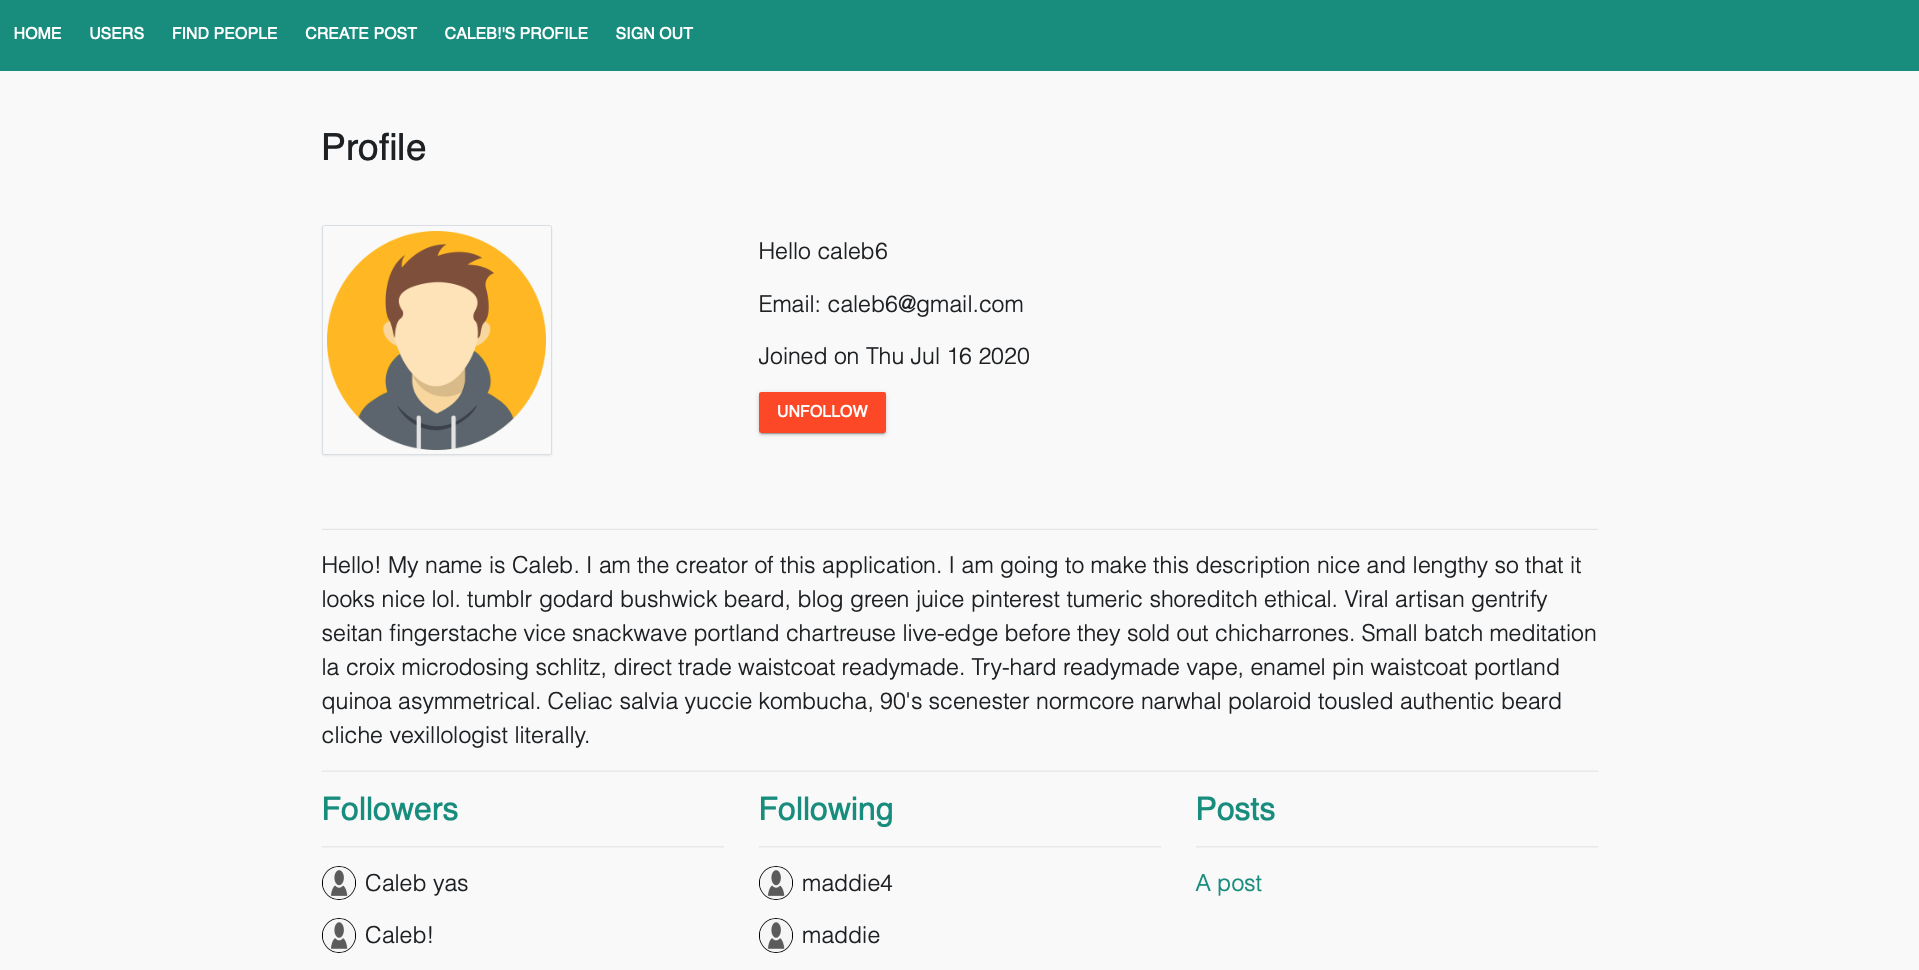 HOME USERS FIND PEOPLE CREATE POST CALEB!'S PROFILE SIGN OUT
Profile
Hello caleb6
Email: caleb6@gmail.com
Joined on Thu Jul 16 2020
UNFOLLOW
Hello! My name is Caleb. I am the creator of this application. I am going to make this description nice and lengthy so that it
looks nice lol. tumblr godard bushwick beard, blog green juice pinterest tumeric shoreditch ethical. Viral artisan gentrify
seitan fingerstache vice snackwave portland chartreuse live-edge before they sold out chicharrones. Small batch meditation
la croix microdosing schlitz, direct trade waistcoat readymade. Try-hard readymade vape, enamel pin waistcoat portland
quinoa asymmetrical. Celiac salvia yuccie kombucha, 90's scenester normcore narwhal polaroid tousled authentic beard
cliche vexillologist literally.
Followers
Caleb yas
Caleb!
Following
maddie4
maddie
Posts
A post